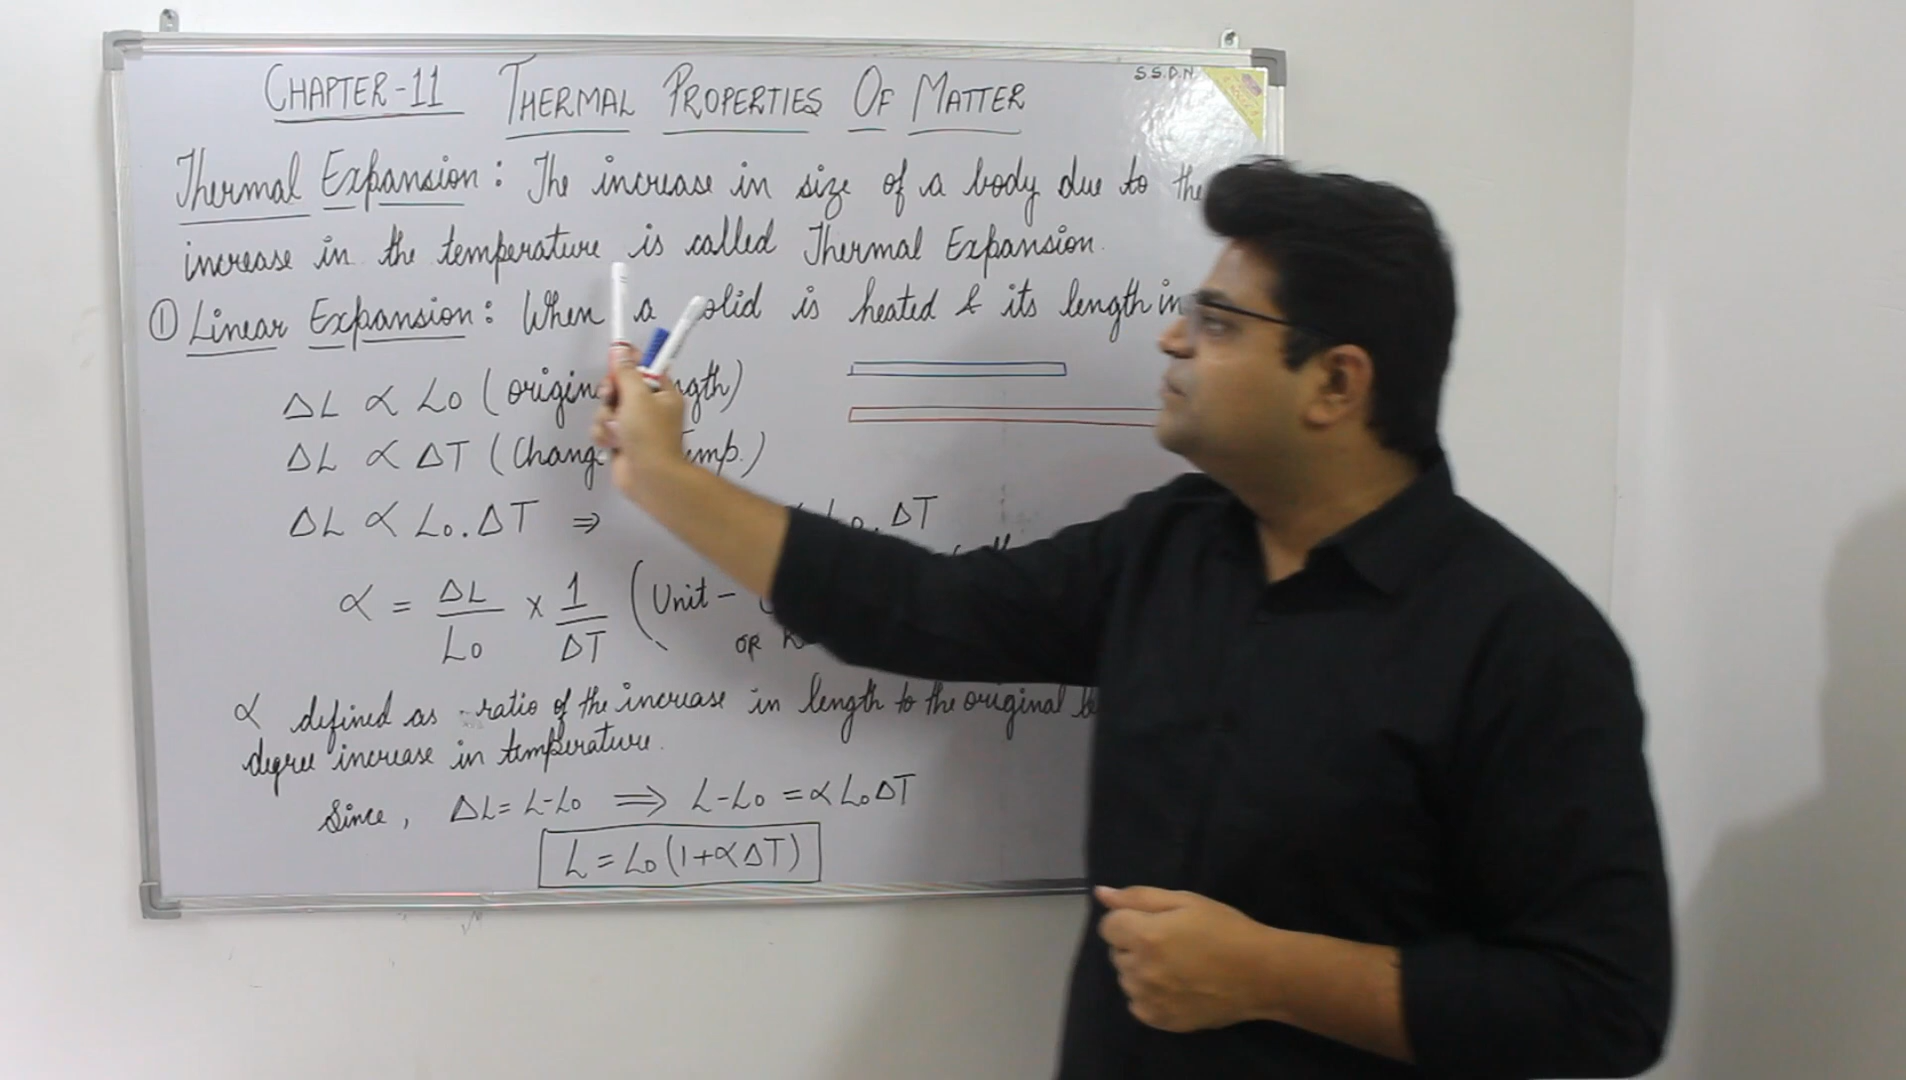 CHAPTER-11 THERMAL PROPERTIES OF MATTER
S.S.D.N
Thermal Expansion: The increase in size of a body due to the
increase in the temperature is called Thermal Expansion.
① Linear Expansion: When a solid is heated & its length in
ΔL ∝ L0 (original length)
ΔL ∝ ΔT (Change Temp.)
ΔL ∝ L0.ΔT ⇒ L0.ΔT
α = ΔL/L0 × 1/ΔT (Unit –
OR K
α defined as ratio of the increase in length to the original
degree increase in temperature.
Since, ΔL = L-L0 ⟹ L-L0 = αL0ΔT
L = L0(1+αΔT)